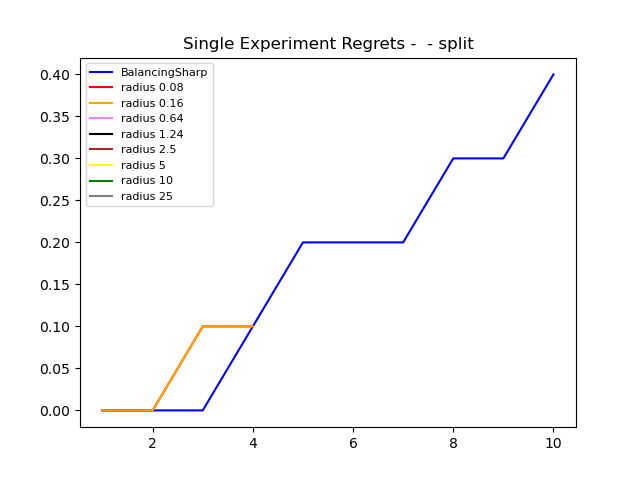 Single Experiment Regrets -  - split
BalancingSharp
radius 0.08
radius 0.16
radius 0.64
radius 1.24
radius 2.5
radius 5
radius 10
radius 25
0.40
0.35
0.30
0.25
0.20
0.15
0.10
0.05
0.00
2 4 6 8 10